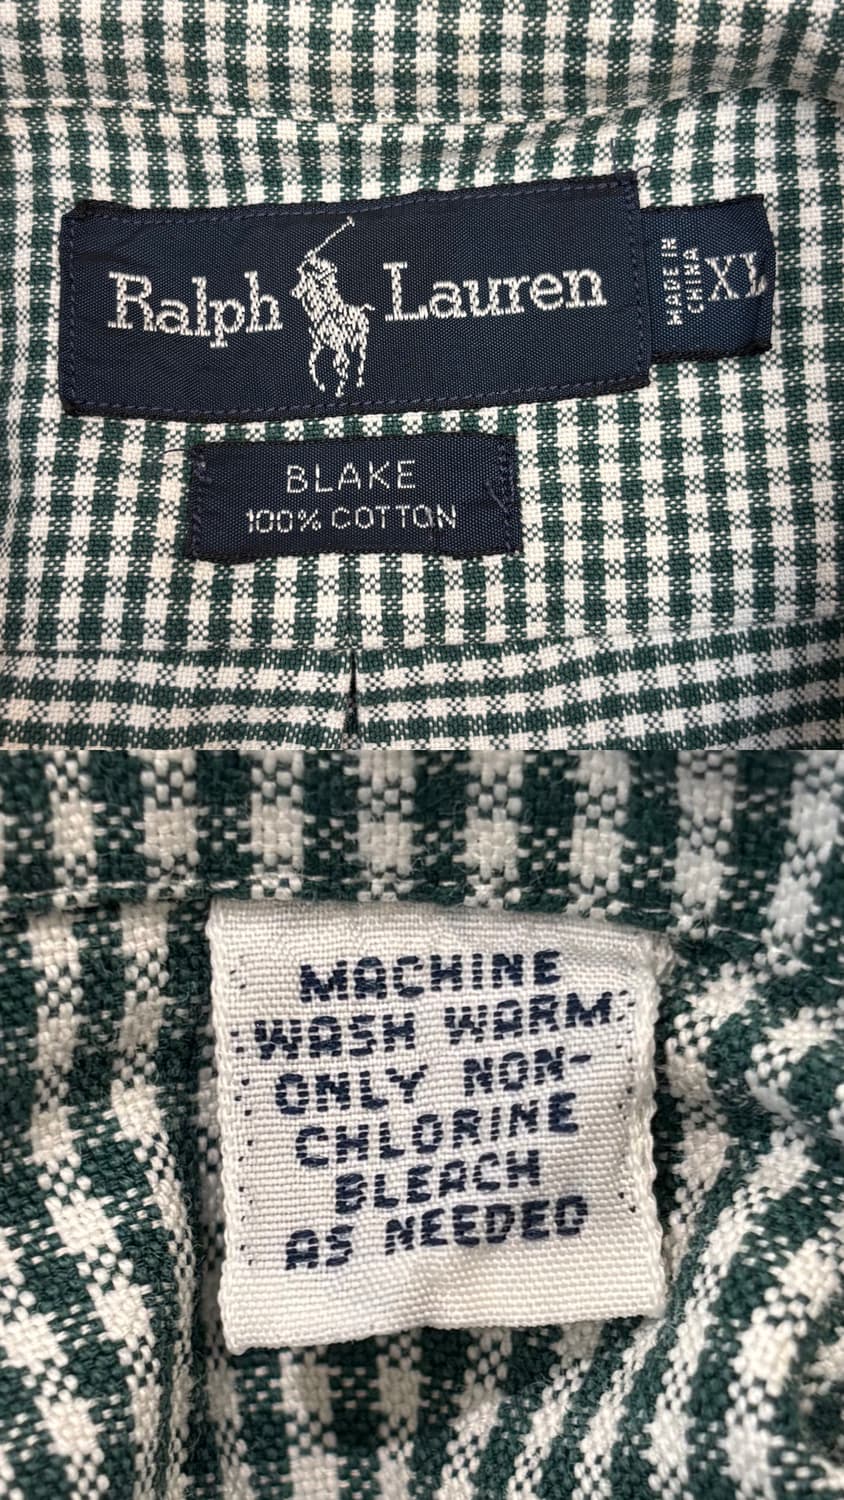 Ralph Lauren
MADE IN
CHINA
XL
BLAKE
100% COTTON
MACHINE
WASH WARM
ONLY NON-
CHLORINE
BLEACH
AS NEEDED